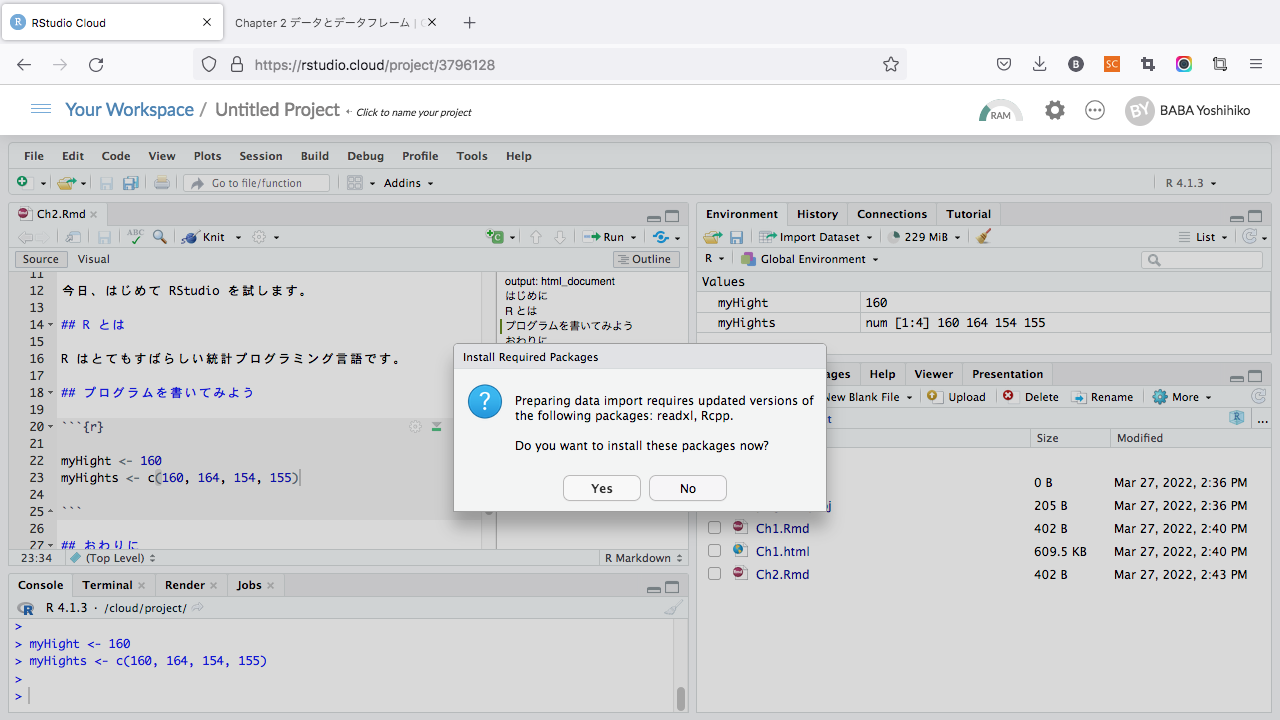 RStudio Cloud
Chapter 2 データとデータフレーム |
https://rstudio.cloud/project/3796128
Your Workspace / Untitled Project ← Click to name your project
RAM
BY BABA Yoshihiko
File Edit Code View Plots Session Build Debug Profile Tools Help
Go to file/function
Addins
R 4.1.3
Ch2.Rmd
ABC
Knit
Run
Source Visual
Outline
11
12 今日、はじめて RStudio を試します。
13
14 ## R とは
15
16 R はとてもすばらしい統計プログラミング言語です。
17
18 ## プログラムを書いてみよう
19
20 ```{r}
21
22 myHight <- 160
23 myHights <- c(160, 164, 154, 155)
24
25 ```
26
27 ## おわりに
output: html_document
はじめに
R とは
プログラムを書いてみよう
おわりに
23:34 (Top Level) R Markdown
Console Terminal Render Jobs
R 4.1.3 · /cloud/project/
>
> myHight <- 160
> myHights <- c(160, 164, 154, 155)
>
>
Environment History Connections Tutorial
Import Dataset 229 MiB List
R Global Environment
Values
myHight 160
myHights num [1:4] 160 164 154 155
ages Help Viewer Presentation
New Blank File Upload Delete Rename More
...
Size Modified
0 B Mar 27, 2022, 2:36 PM
205 B Mar 27, 2022, 2:36 PM
Ch1.Rmd 402 B Mar 27, 2022, 2:40 PM
Ch1.html 609.5 KB Mar 27, 2022, 2:40 PM
Ch2.Rmd 402 B Mar 27, 2022, 2:43 PM
Install Required Packages
Preparing data import requires updated versions of
the following packages: readxl, Rcpp.
Do you want to install these packages now?
Yes No